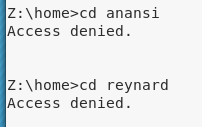 Z:\home>cd anansi
Access denied.
Z:\home>cd reynard
Access denied.